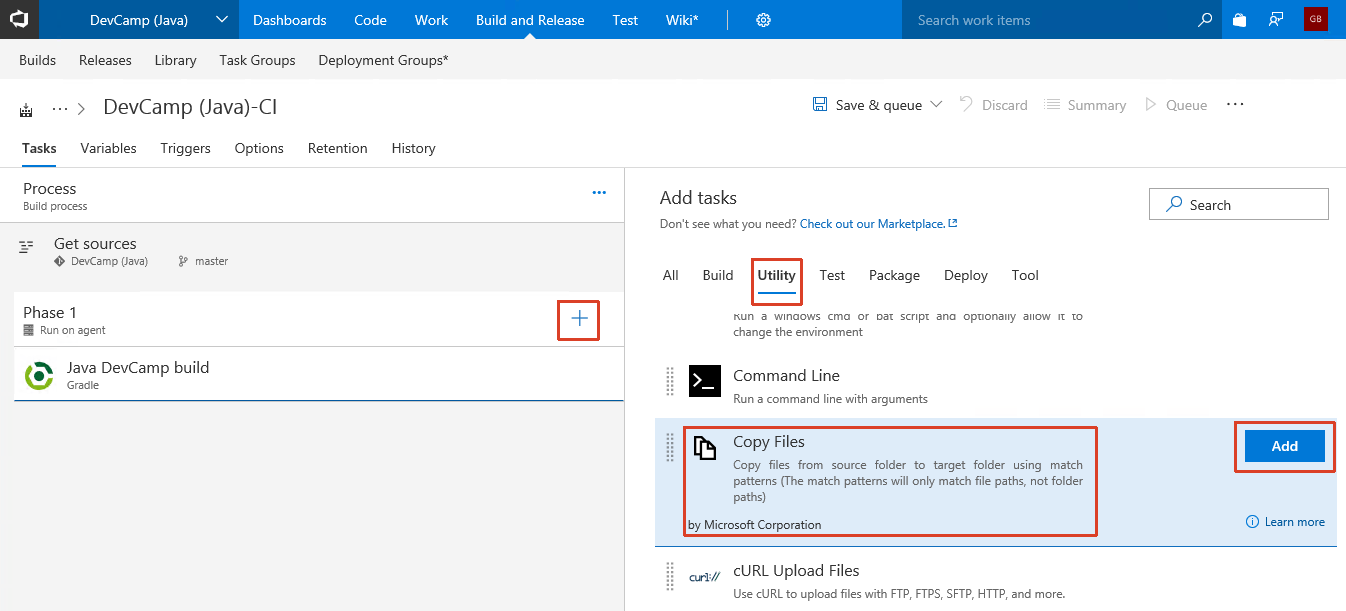 DevCamp (Java) Dashboards Code Work Build and Release Test Wiki* Search work items GB
Builds Releases Library Task Groups Deployment Groups*
... > DevCamp (Java)-CI Save & queue Discard Summary Queue ...
Tasks Variables Triggers Options Retention History
Process
Build process
Get sources
DevCamp (Java) master
Phase 1
Run on agent
Java DevCamp build
Gradle
Add tasks
Search
Don't see what you need? Check out our Marketplace.
All Build Utility Test Package Deploy Tool
Run a windows cmd or bat script and optionally allow it to
change the environment
Command Line
Run a command line with arguments
Copy Files
Add
Copy files from source folder to target folder using match
patterns (The match patterns will only match file paths, not folder
paths)
by Microsoft Corporation
Learn more
curl:// cURL Upload Files
Use cURL to upload files with FTP, FTPS, SFTP, HTTP, and more.